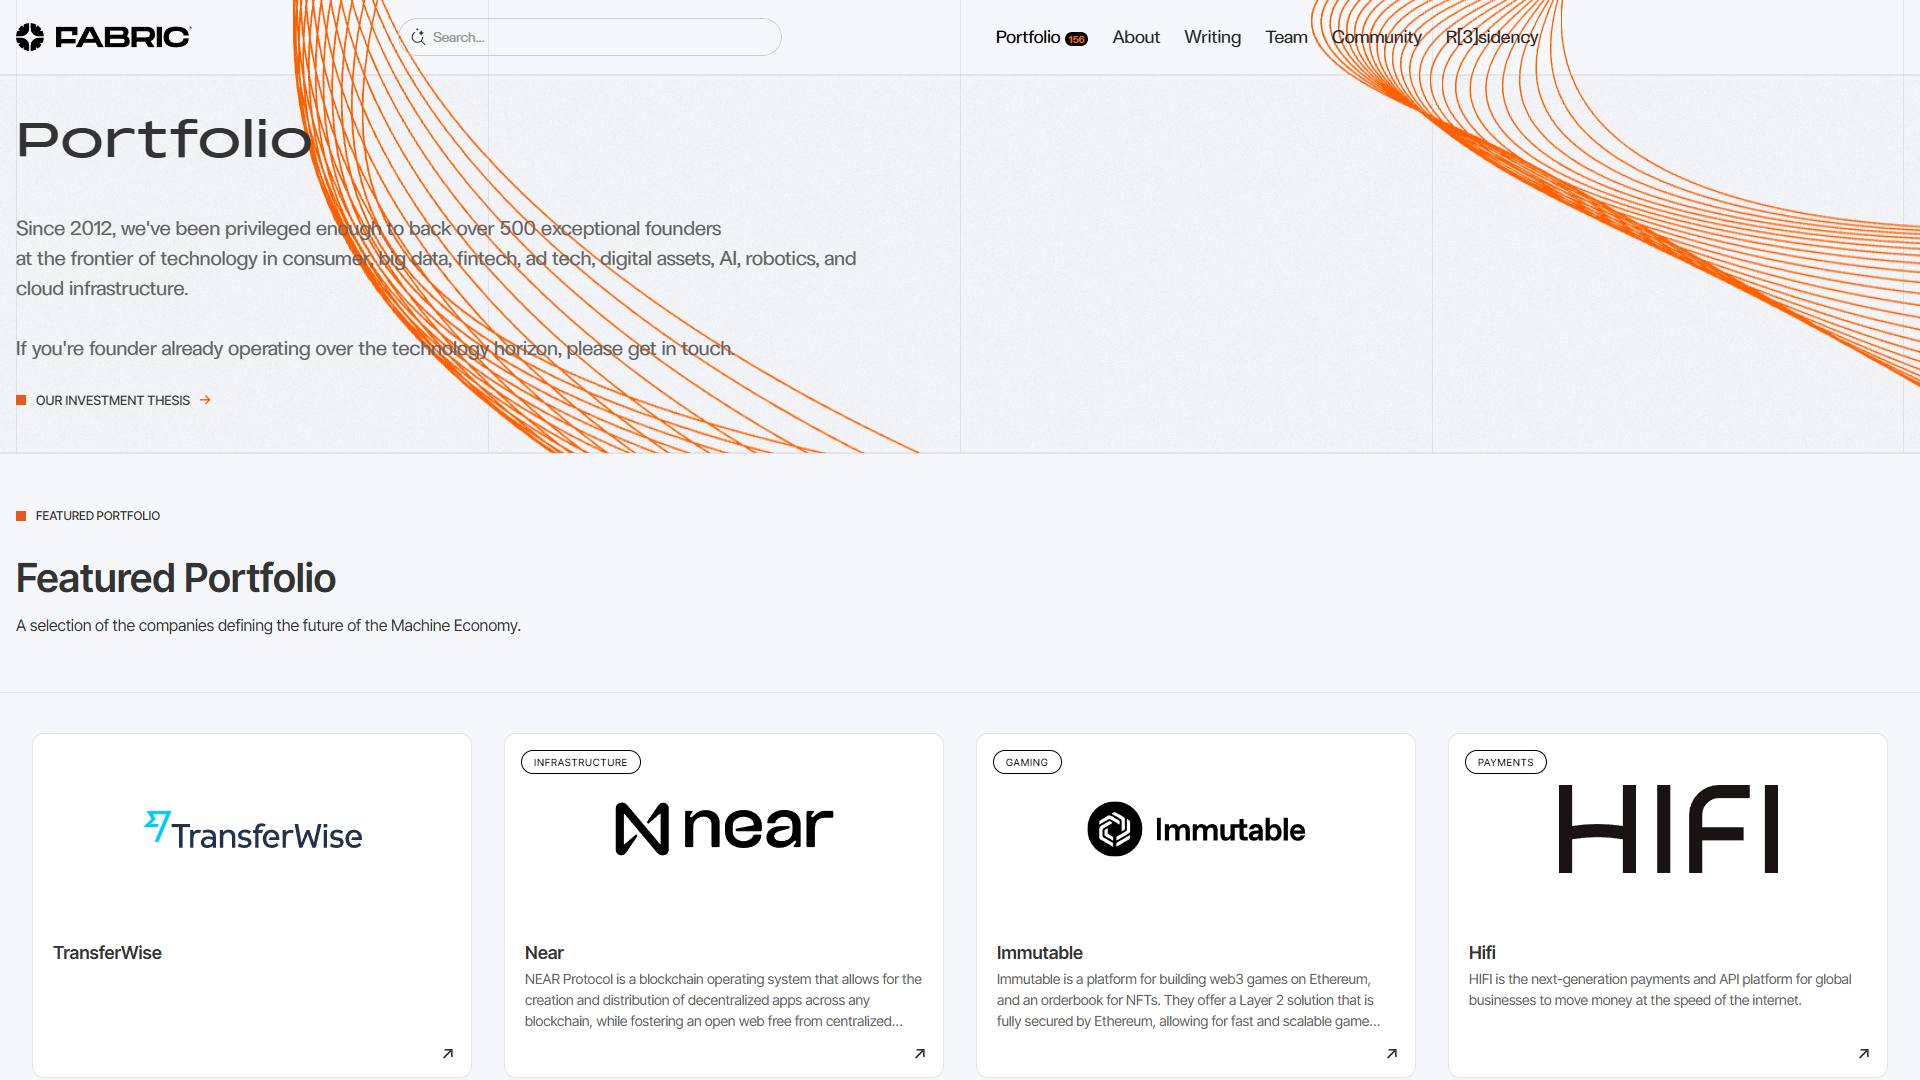 FABRIC
Search...
Portfolio 156
About
Writing
Team
Community
R[3]sidency
Portfolio
Since 2012, we've been privileged enough to back over 500 exceptional founders
at the frontier of technology in consumer, big data, fintech, ad tech, digital assets, AI, robotics, and
cloud infrastructure.
If you're founder already operating over the technology horizon, please get in touch.
OUR INVESTMENT THESIS →
FEATURED PORTFOLIO
Featured Portfolio
A selection of the companies defining the future of the Machine Economy.
TransferWise
TransferWise
INFRASTRUCTURE
near
Near
NEAR Protocol is a blockchain operating system that allows for the
creation and distribution of decentralized apps across any
blockchain, while fostering an open web free from centralized...
GAMING
Immutable
Immutable
Immutable is a platform for building web3 games on Ethereum,
and an orderbook for NFTs. They offer a Layer 2 solution that is
fully secured by Ethereum, allowing for fast and scalable game...
PAYMENTS
HIFI
Hifi
HIFI is the next-generation payments and API platform for global
businesses to move money at the speed of the internet.